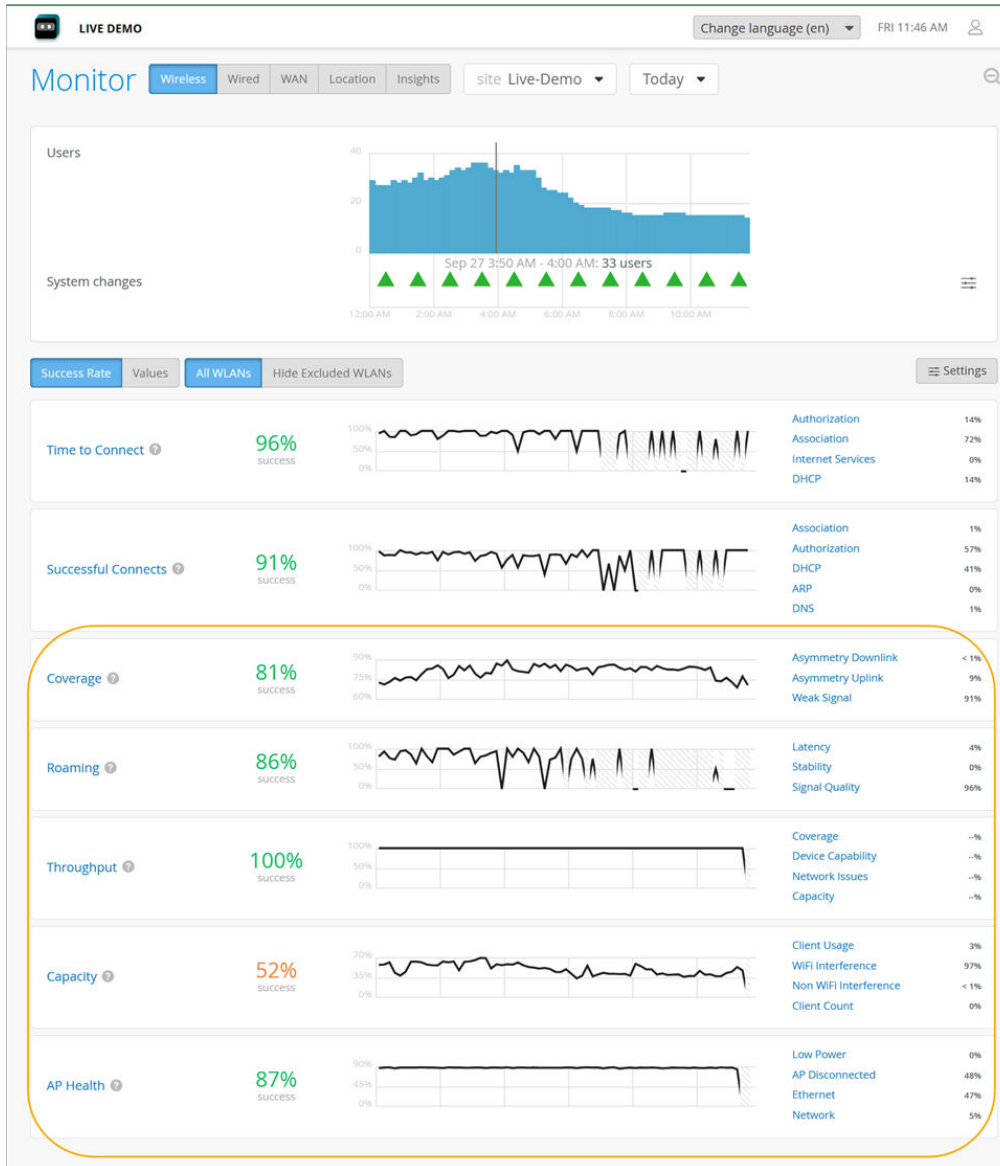 LIVE DEMO
Change language (en)
FRI 11:46 AM
Monitor
Wireless
Wired
WAN
Location
Insights
site Live-Demo
Today
Users
40
20
0
Sep 27 3:50 AM - 4:00 AM: 33 users
System changes
12:00 AM
2:00 AM
4:00 AM
6:00 AM
8:00 AM
10:00 AM
Success Rate
Values
All WLANs
Hide Excluded WLANs
Settings
Time to Connect ?
96%
success
100%
50%
0%
Authorization 14%
Association 72%
Internet Services 0%
DHCP 14%
Successful Connects ?
91%
success
100%
50%
0%
Association 1%
Authorization 57%
DHCP 41%
ARP 0%
DNS 1%
Coverage ?
81%
success
90%
75%
60%
Asymmetry Downlink < 1%
Asymmetry Uplink 9%
Weak Signal 91%
Roaming ?
86%
success
100%
50%
0%
Latency 4%
Stability 0%
Signal Quality 96%
Throughput ?
100%
success
100%
50%
0%
Coverage --%
Device Capability --%
Network Issues --%
Capacity --%
Capacity ?
52%
success
70%
35%
0%
Client Usage 3%
WiFi Interference 97%
Non WiFi Interference < 1%
Client Count 0%
AP Health ?
87%
success
90%
45%
0%
Low Power 0%
AP Disconnected 48%
Ethernet 47%
Network 5%